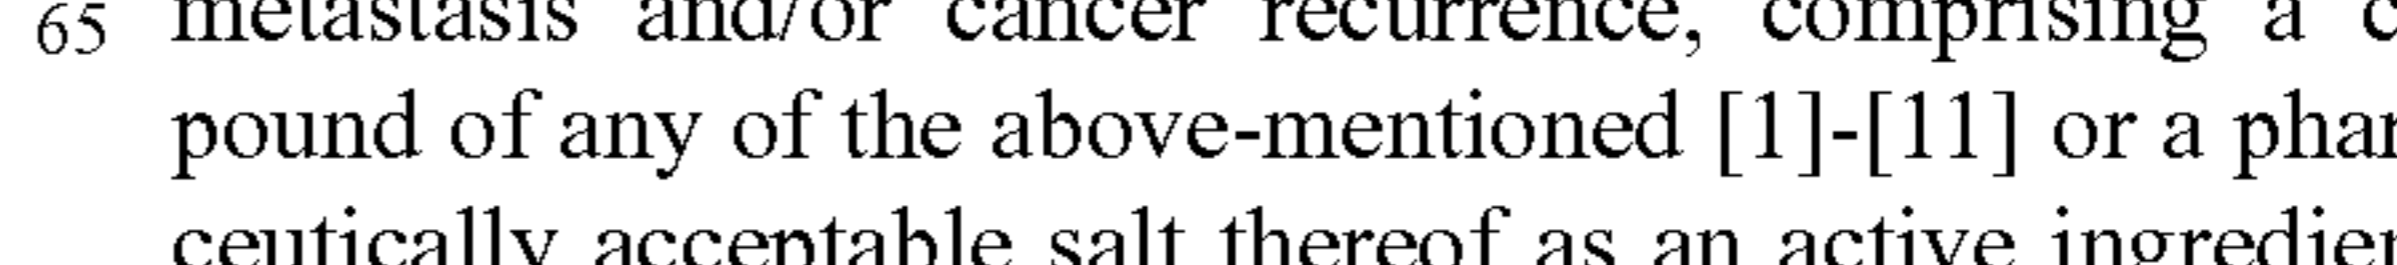 65 metastasis and/or cancer recurrence, comprising a c
pound of any of the above-mentioned [1]-[11] or a phar
ceutically acceptable salt thereof as an active ingredien